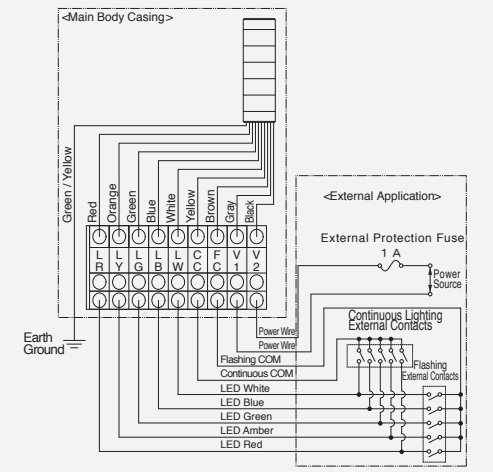 <Main Body Casing>
Green / Yellow
Red
Orange
Green
Blue
White
Yellow
Brown
Gray
Black
L R
L Y
L G
L B
L W
C C
F C
V 1
V 2
<External Application>
External Protection Fuse
1 A
Power
Source
Earth
Ground
Power Wire
Power Wire
Flashing COM
Continuous COM
LED White
LED Blue
LED Green
LED Amber
LED Red
Continuous Lighting
External Contacts
Flashing
External Contacts